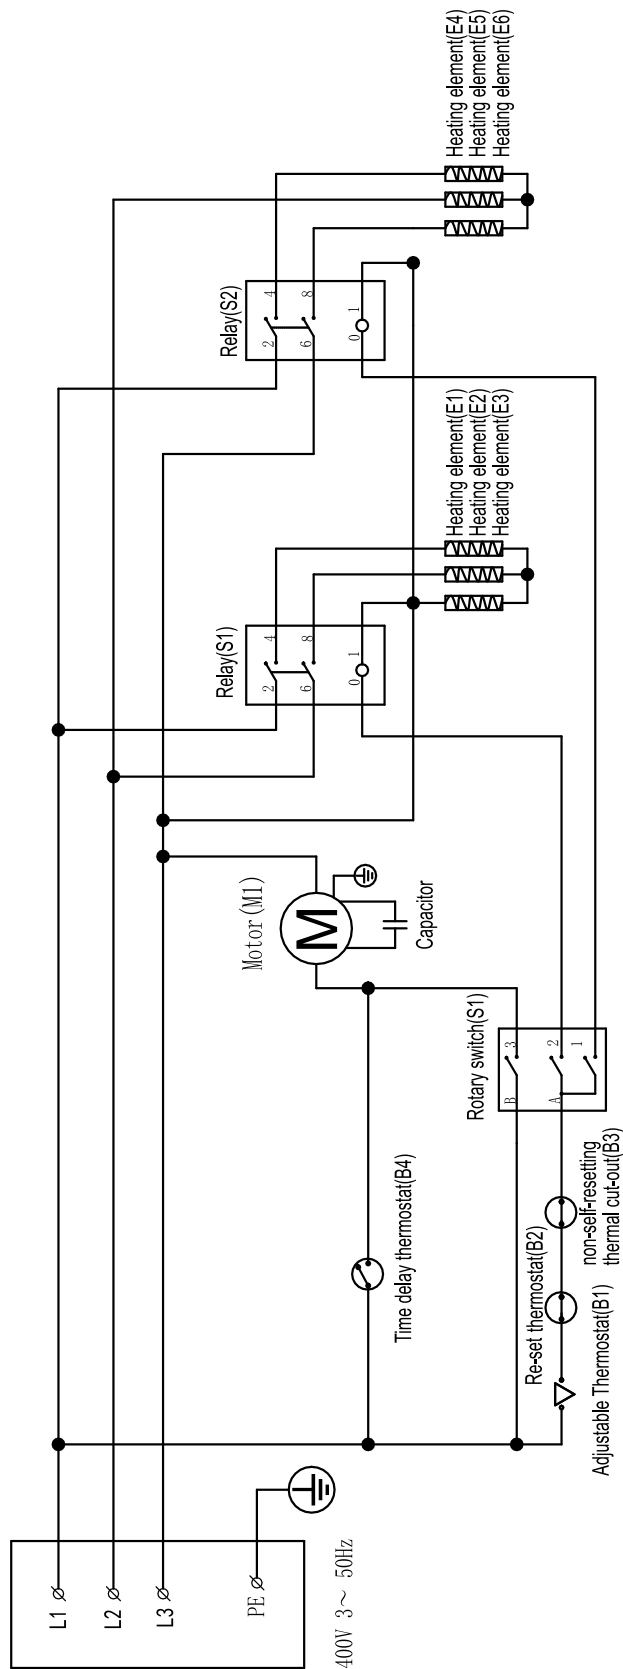 L1
L2
L3
PE
400V 3～ 50Hz
Adjustable Thermostat(B1)
Re-set thermostat(B2)
non-self-resetting
thermal cut-out(B3)
Time delay thermostat(B4)
Rotary switch(S1)
B 3
A 2
1
Motor(M1)
M
Capacitor
Relay(S1)
2 4
6 8
0 1
Heating element(E1)
Heating element(E2)
Heating element(E3)
Relay(S2)
2 4
6 8
0 1
Heating element(E4)
Heating element(E5)
Heating element(E6)